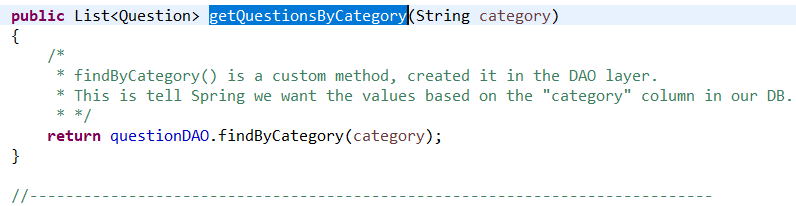 public List<Question> getQuestionsByCategory(String category)
{
/*
* findByCategory() is a custom method, created it in the DAO layer.
* This is tell Spring we want the values based on the "category" column in our DB.
* */
return questionDAO.findByCategory(category);
}
//----------------------------------------------------------------------------